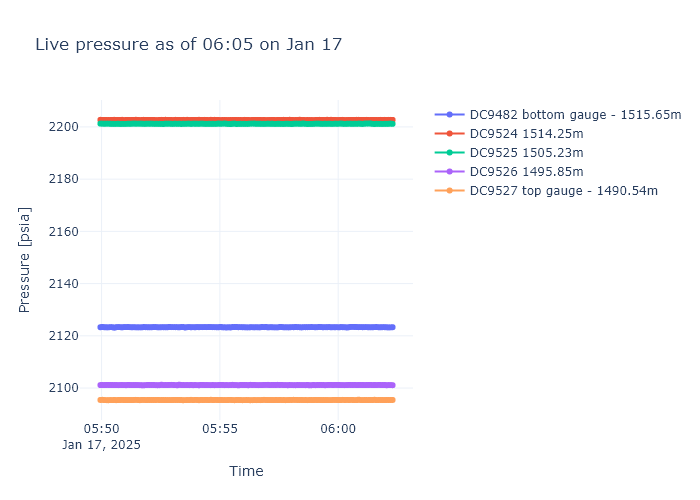 Live pressure as of 06:05 on Jan 17
DC9482 bottom gauge - 1515.65m
DC9524 1514.25m
DC9525 1505.23m
DC9526 1495.85m
DC9527 top gauge - 1490.54m
Pressure [psia]
2200
2180
2160
2140
2120
2100
05:50
05:55
06:00
Jan 17, 2025
Time